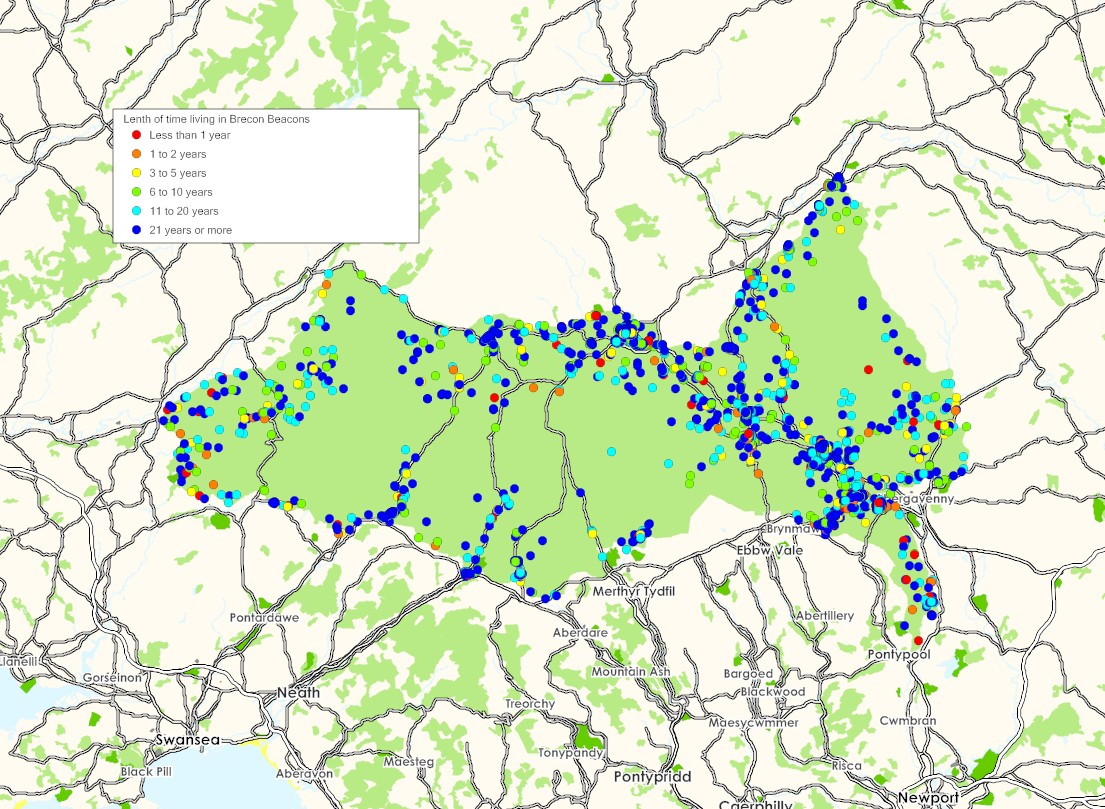 Lenth of time living in Brecon Beacons
Less than 1 year
1 to 2 years
3 to 5 years
6 to 10 years
11 to 20 years
21 years or more
Brynmaw
Ebbw Vale
Merthyr Tydfil
Pontardawe
Abertillery
Aberdare
Pontypool
Llanelli
Mountain Ash
Gorseinon
Bargoed
Neath
Blackwood
Treorchy
Maesycwmmer
Cwmbran
Swansea
Tonypandy
Maesteg
Risca
Black Pill
Aberavon
Pontypridd
Newport
Caerphilly